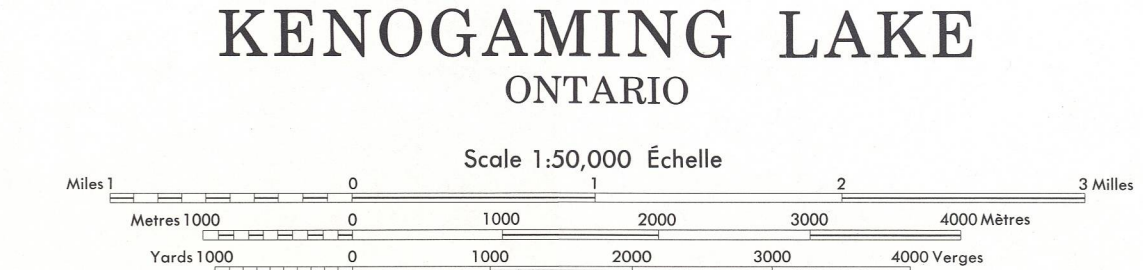 KENOGAMING LAKE
ONTARIO
Scale 1:50,000 Échelle
Miles 1 0 1 2 3 Milles
Metres 1000 0 1000 2000 3000 4000 Mètres
Yards 1000 0 1000 2000 3000 4000 Verges